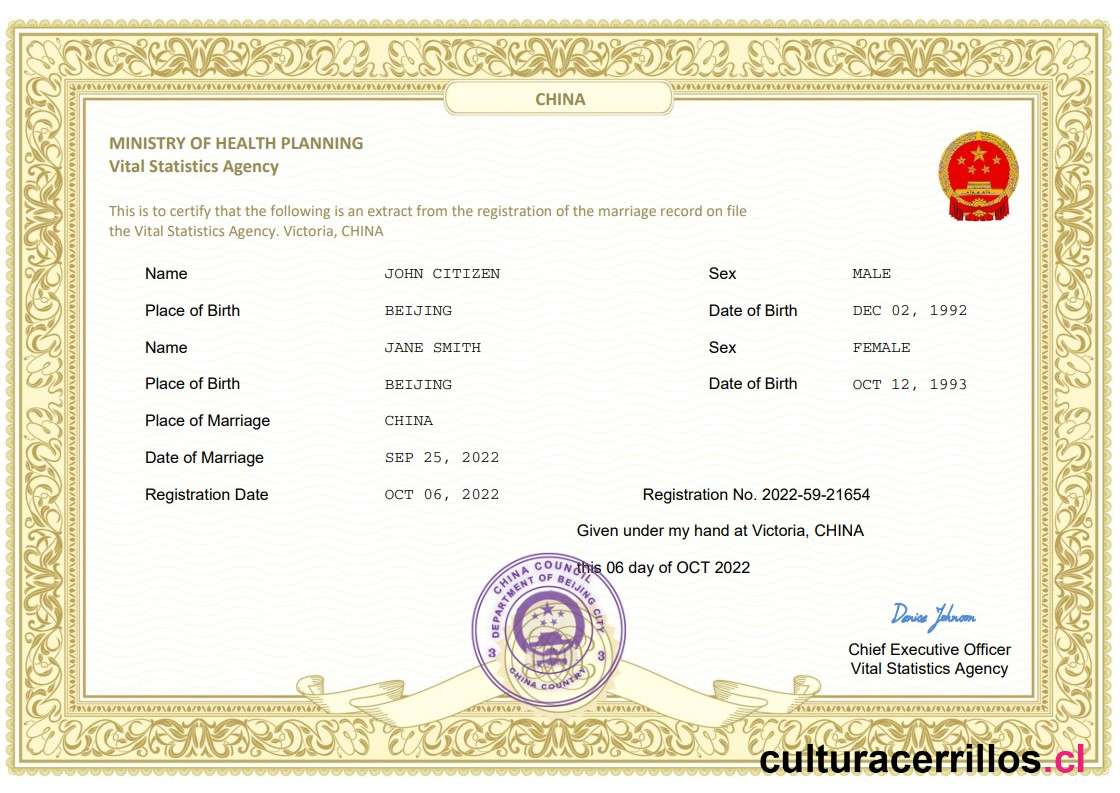 CHINA
MINISTRY OF HEALTH PLANNING
Vital Statistics Agency
This is to certify that the following is an extract from the registration of the marriage record on file
the Vital Statistics Agency. Victoria, CHINA
Name JOHN CITIZEN Sex MALE
Place of Birth BEIJING Date of Birth DEC 02, 1992
Name JANE SMITH Sex FEMALE
Place of Birth BEIJING Date of Birth OCT 12, 1993
Place of Marriage CHINA
Date of Marriage SEP 25, 2022
Registration Date OCT 06, 2022 Registration No. 2022-59-21654
Given under my hand at Victoria, CHINA
this 06 day of OCT 2022
CHINA COUNCIL
DEPARTMENT OF BEIJING CITY
3 3
CHINA COUNTRY
Denise Johnson
Chief Executive Officer
Vital Statistics Agency
culturacerrillos.cl